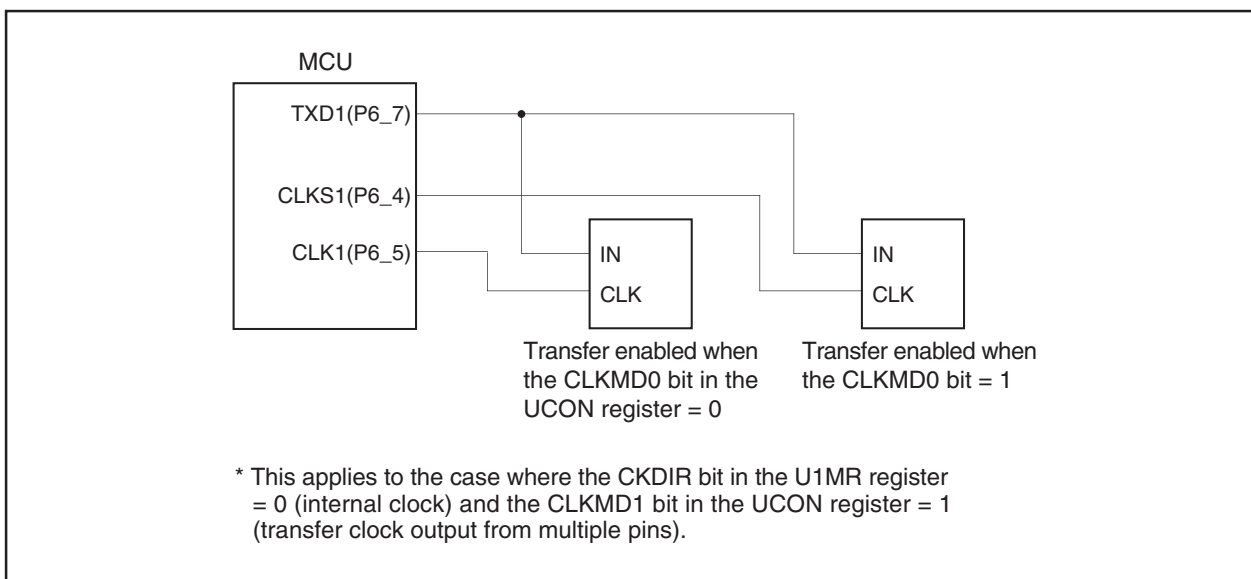 MCU
TXD1(P6_7)
CLKS1(P6_4)
CLK1(P6_5)
IN
CLK
IN
CLK
Transfer enabled when
the CLKMD0 bit in the
UCON register = 0
Transfer enabled when
the CLKMD0 bit = 1
* This applies to the case where the CKDIR bit in the U1MR register
= 0 (internal clock) and the CLKMD1 bit in the UCON register = 1
(transfer clock output from multiple pins).